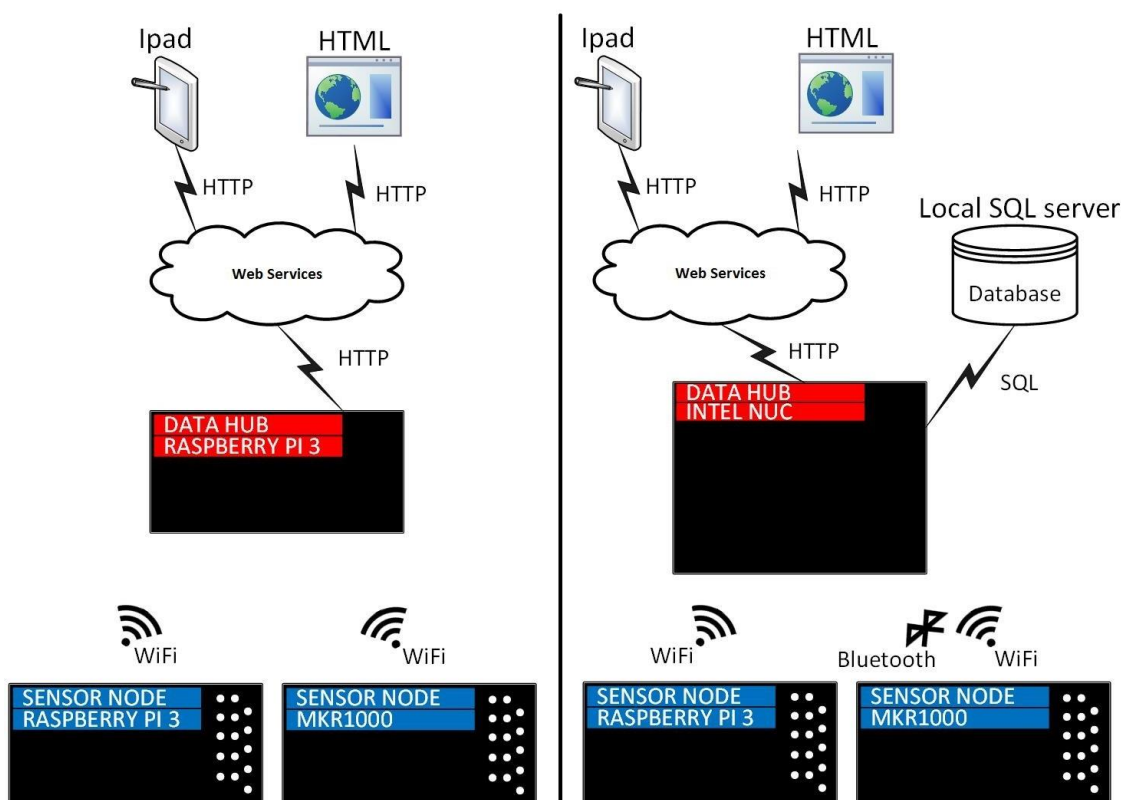 Ipad
HTML
HTTP
HTTP
Web Services
HTTP
DATA HUB
RASPBERRY PI 3
WiFi
WiFi
SENSOR NODE
RASPBERRY PI 3
SENSOR NODE
MKR1000
Ipad
HTML
HTTP
HTTP
Local SQL server
Web Services
Database
HTTP
SQL
DATA HUB
INTEL NUC
WiFi
Bluetooth
WiFi
SENSOR NODE
RASPBERRY PI 3
SENSOR NODE
MKR1000